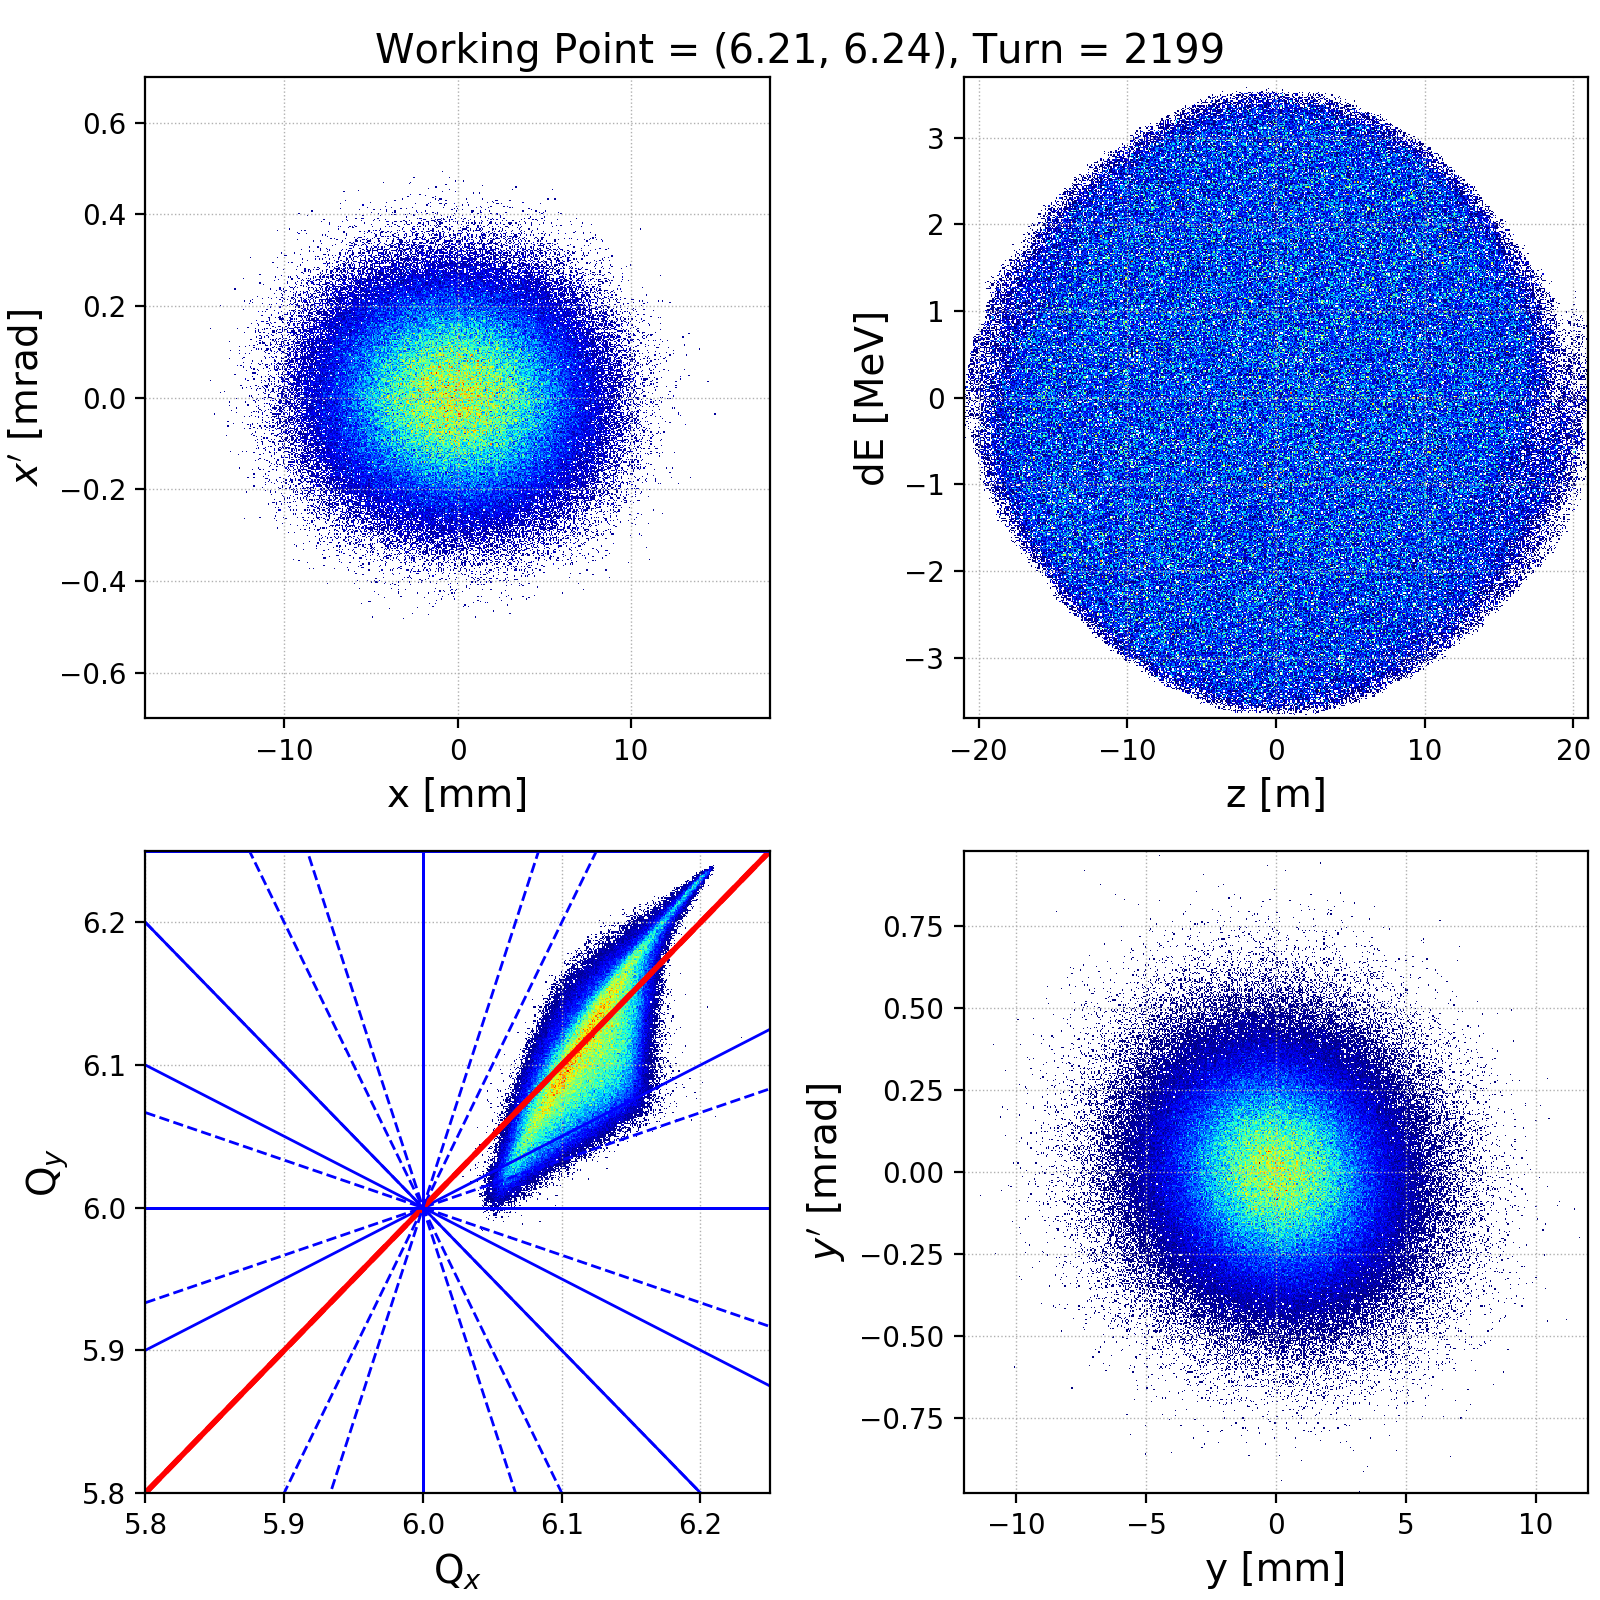 Working Point = (6.21, 6.24), Turn = 2199
0.6
0.4
0.2
0.0
−0.2
−0.4
−0.6
x′ [mrad]
−10 0 10
x [mm]
3
2
1
0
−1
−2
−3
dE [MeV]
−20 −10 0 10 20
z [m]
6.2
6.1
6.0
5.9
5.8
Qy
5.8 5.9 6.0 6.1 6.2
Qx
0.75
0.50
0.25
0.00
−0.25
−0.50
−0.75
y′ [mrad]
−10 −5 0 5 10
y [mm]